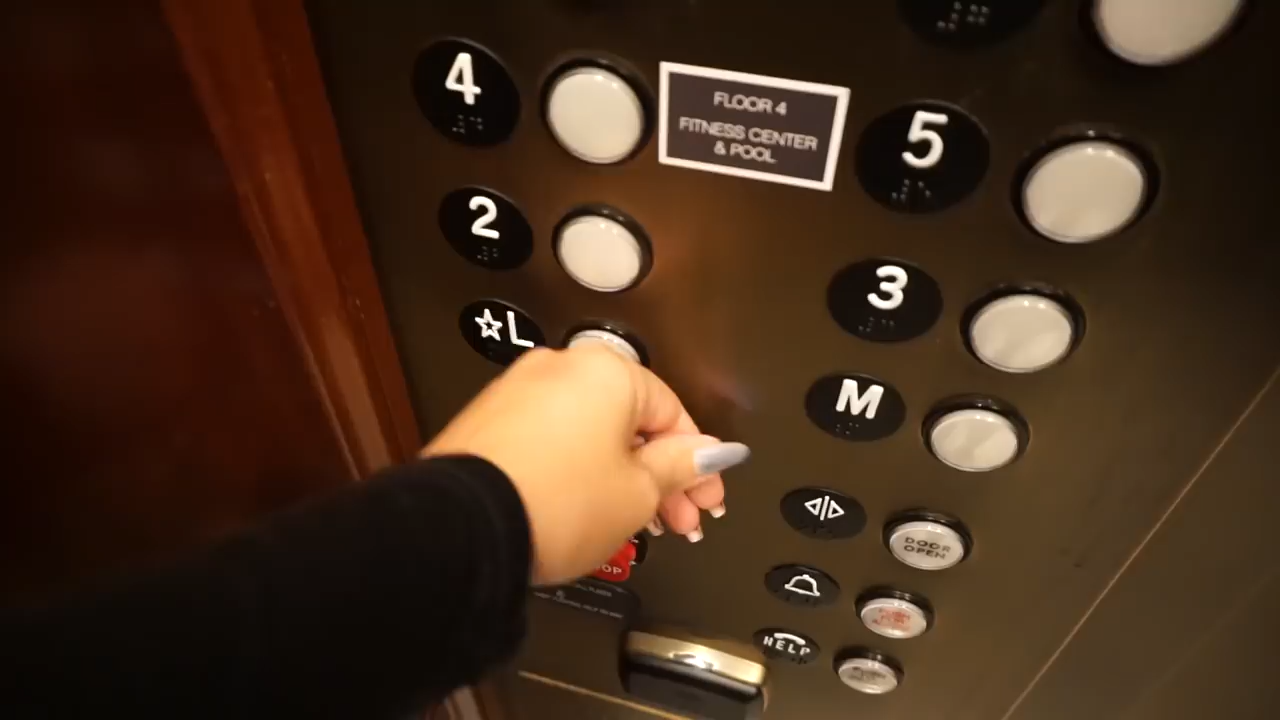 4
FLOOR 4
FITNESS CENTER
& POOL
5
2
3
☆L
M
DOOR
OPEN
HELP